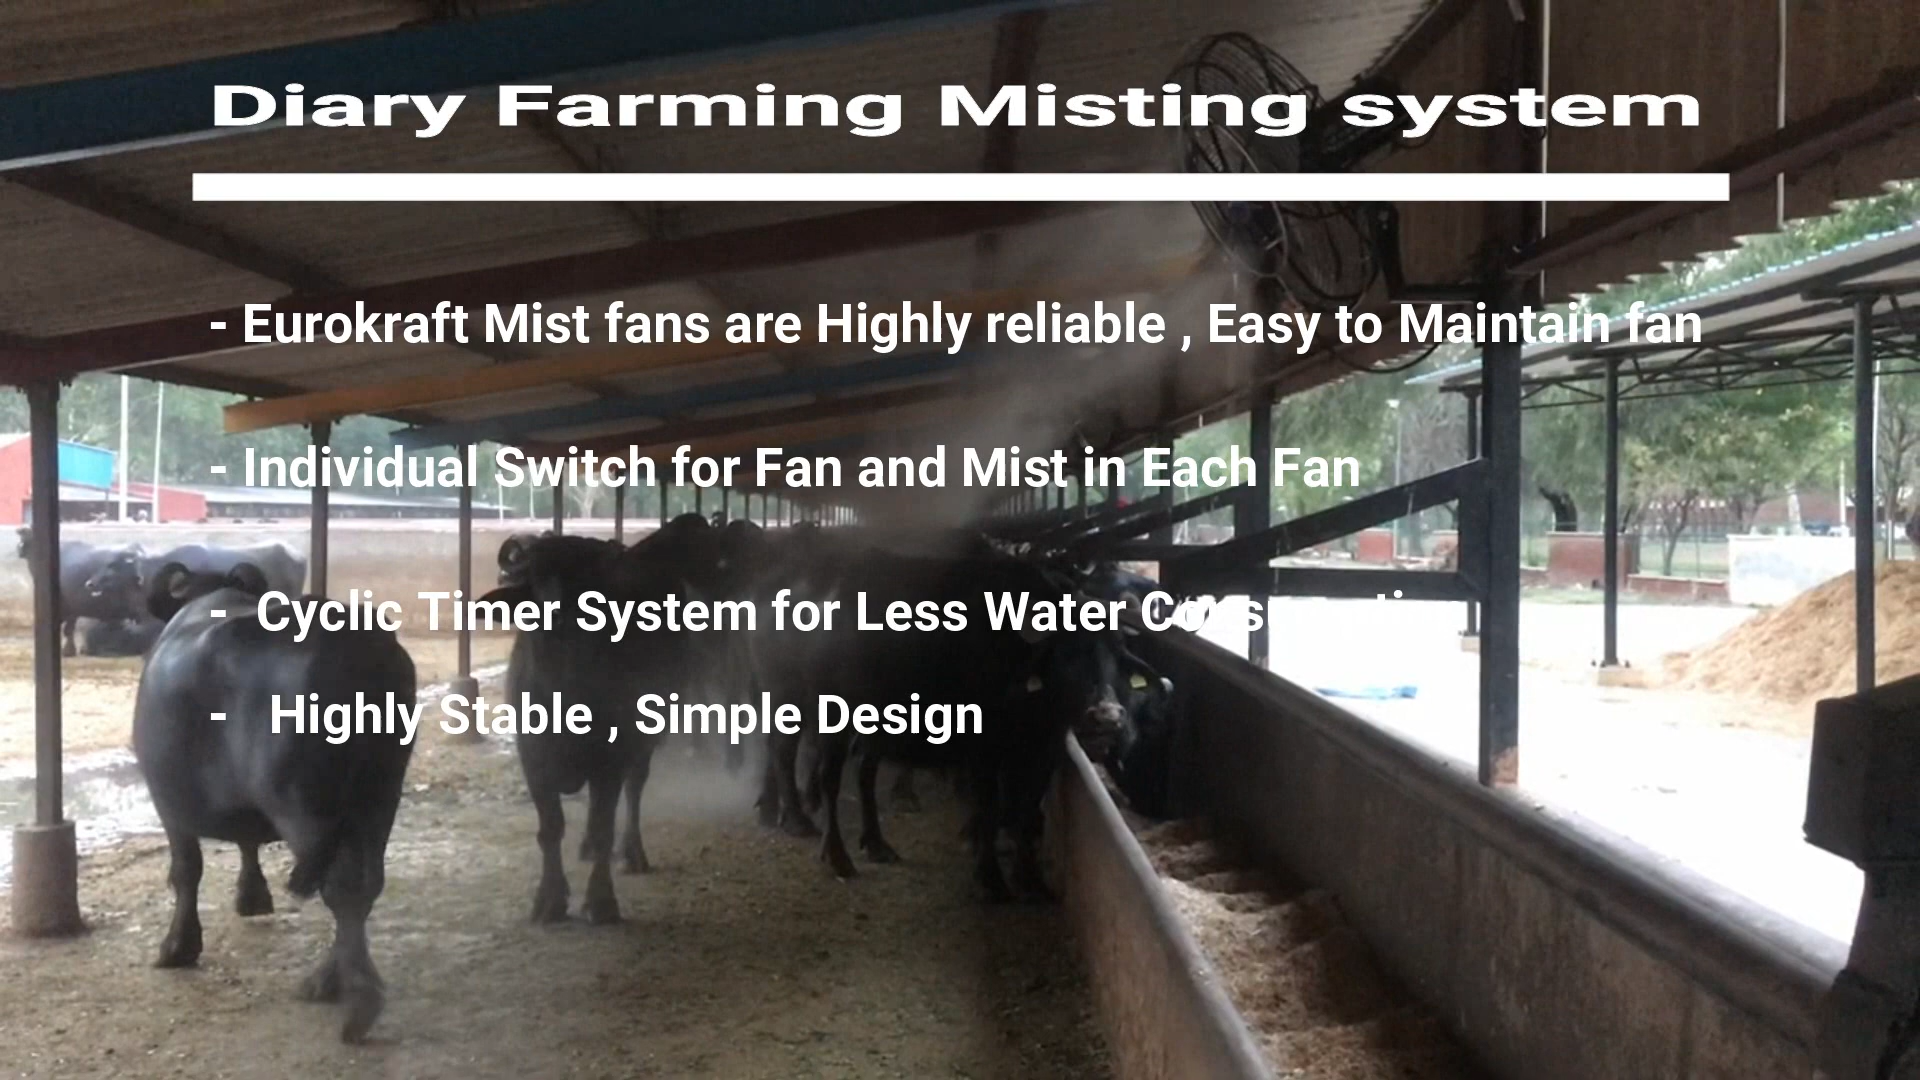 Diary Farming Misting system
- Eurokraft Mist fans are Highly reliable , Easy to Maintain fan
- Individual Switch for Fan and Mist in Each Fan
- Cyclic Timer System for Less Water Consumption
- Highly Stable , Simple Design